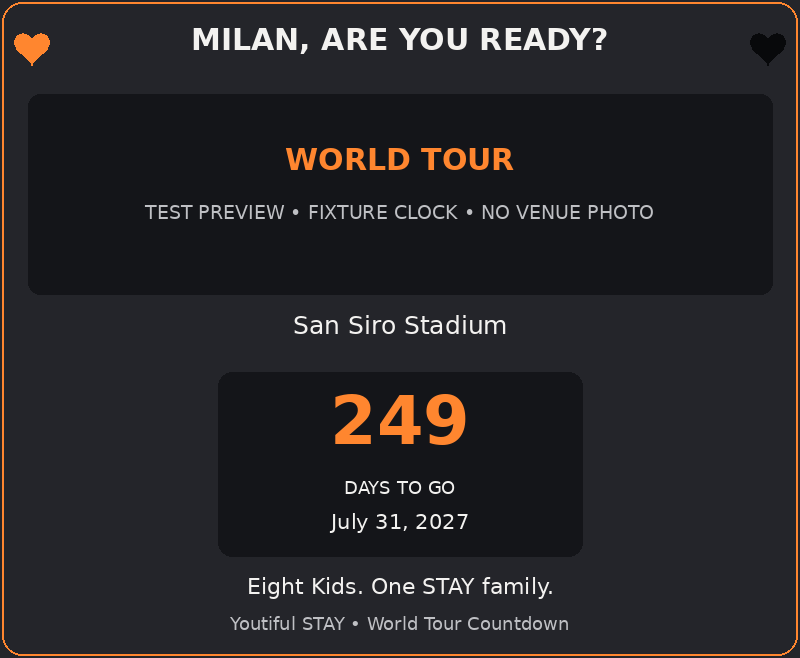 MILAN, ARE YOU READY?
WORLD TOUR
TEST PREVIEW • FIXTURE CLOCK • NO VENUE PHOTO
San Siro Stadium
249
DAYS TO GO
July 31, 2027
Eight Kids. One STAY family.
Youtiful STAY • World Tour Countdown